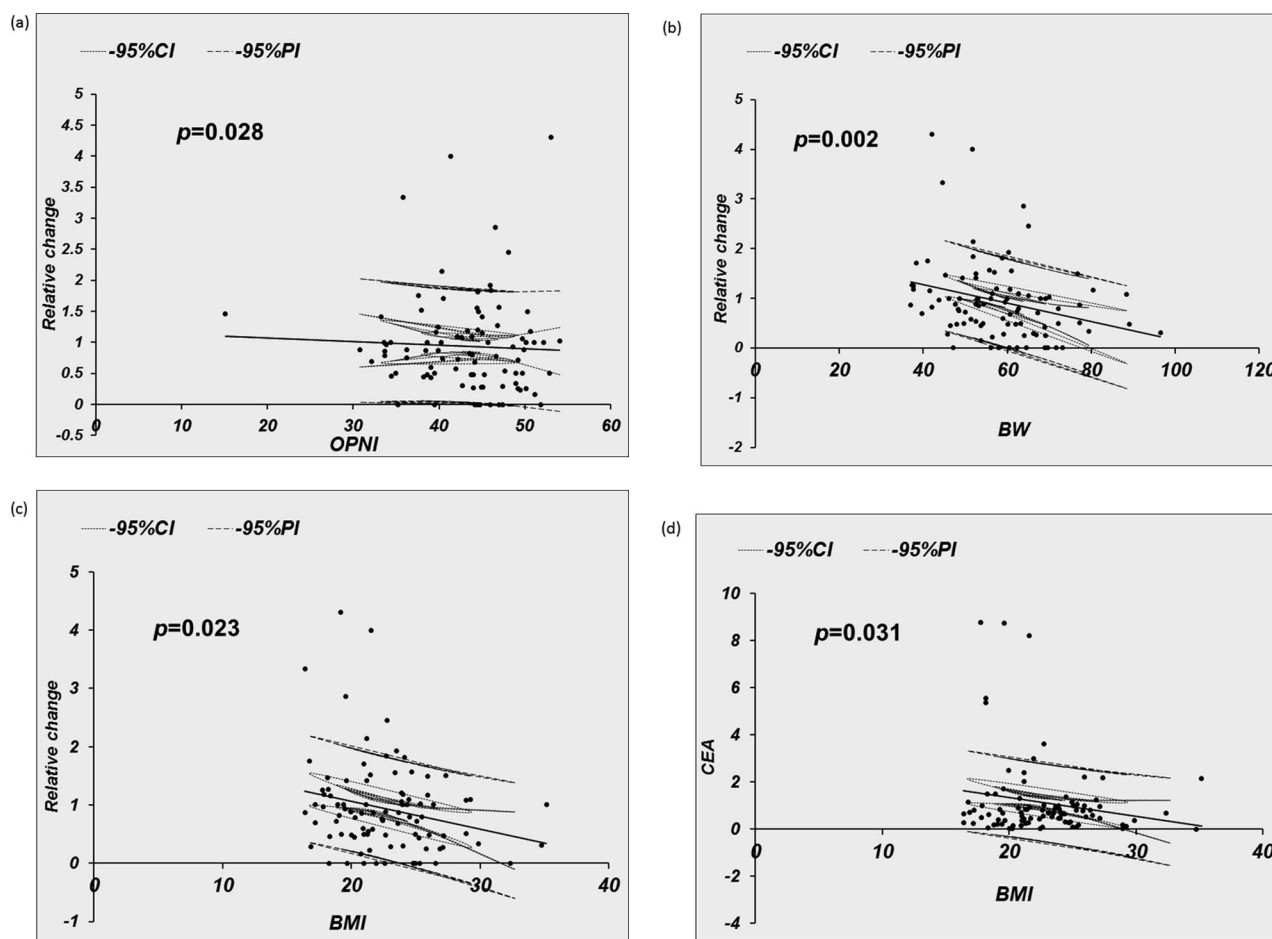 (a)
-95%CI -95%PI
p=0.028
Relative change
5
4.5
4
3.5
3
2.5
2
1.5
1
0.5
0
-0.5
0 10 20 30 40 50 60
OPNI
(b)
-95%CI -95%PI
p=0.002
Relative change
5
4
3
2
1
0
-1
-2
0 20 40 60 80 100 120
BW
(c)
-95%CI -95%PI
p=0.023
Relative change
5
4
3
2
1
0
-1
0 10 20 30 40
BMI
(d)
-95%CI -95%PI
p=0.031
CEA
10
8
6
4
2
0
-2
-4
0 10 20 30 40
BMI